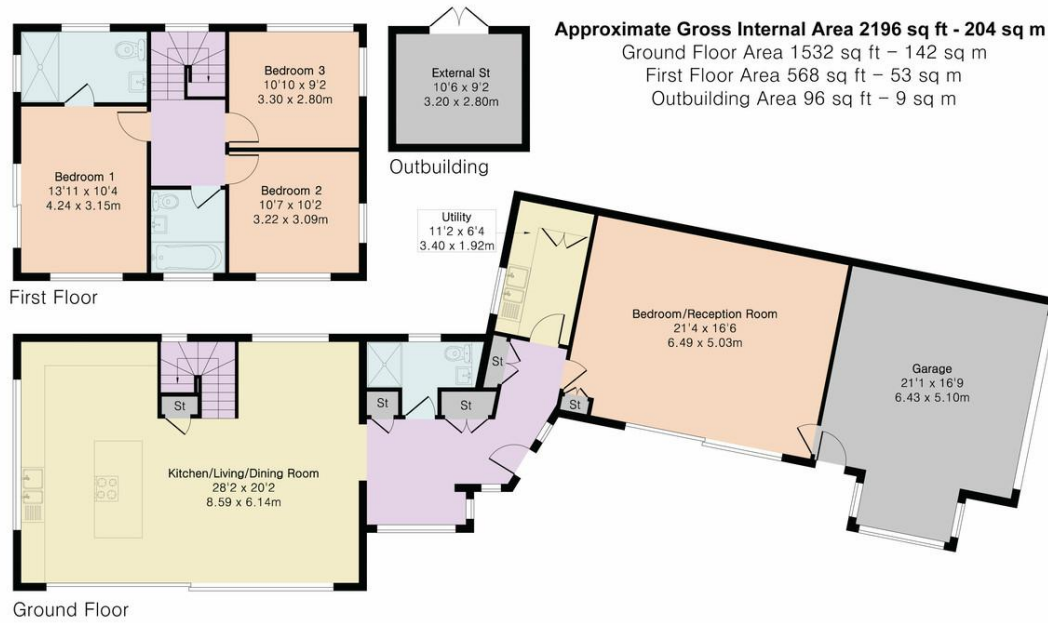 Approximate Gross Internal Area 2196 sq ft - 204 sq m
Ground Floor Area 1532 sq ft – 142 sq m
First Floor Area 568 sq ft – 53 sq m
Outbuilding Area 96 sq ft – 9 sq m
Bedroom 3
10'10 x 9'2
3.30 x 2.80m
Bedroom 1
13'11 x 10'4
4.24 x 3.15m
Bedroom 2
10'7 x 10'2
3.22 x 3.09m
First Floor
External St
10'6 x 9'2
3.20 x 2.80m
Outbuilding
Utility
11'2 x 6'4
3.40 x 1.92m
Bedroom/Reception Room
21'4 x 16'6
6.49 x 5.03m
Garage
21'1 x 16'9
6.43 x 5.10m
St
St
St
St
St
Kitchen/Living/Dining Room
28'2 x 20'2
8.59 x 6.14m
Ground Floor